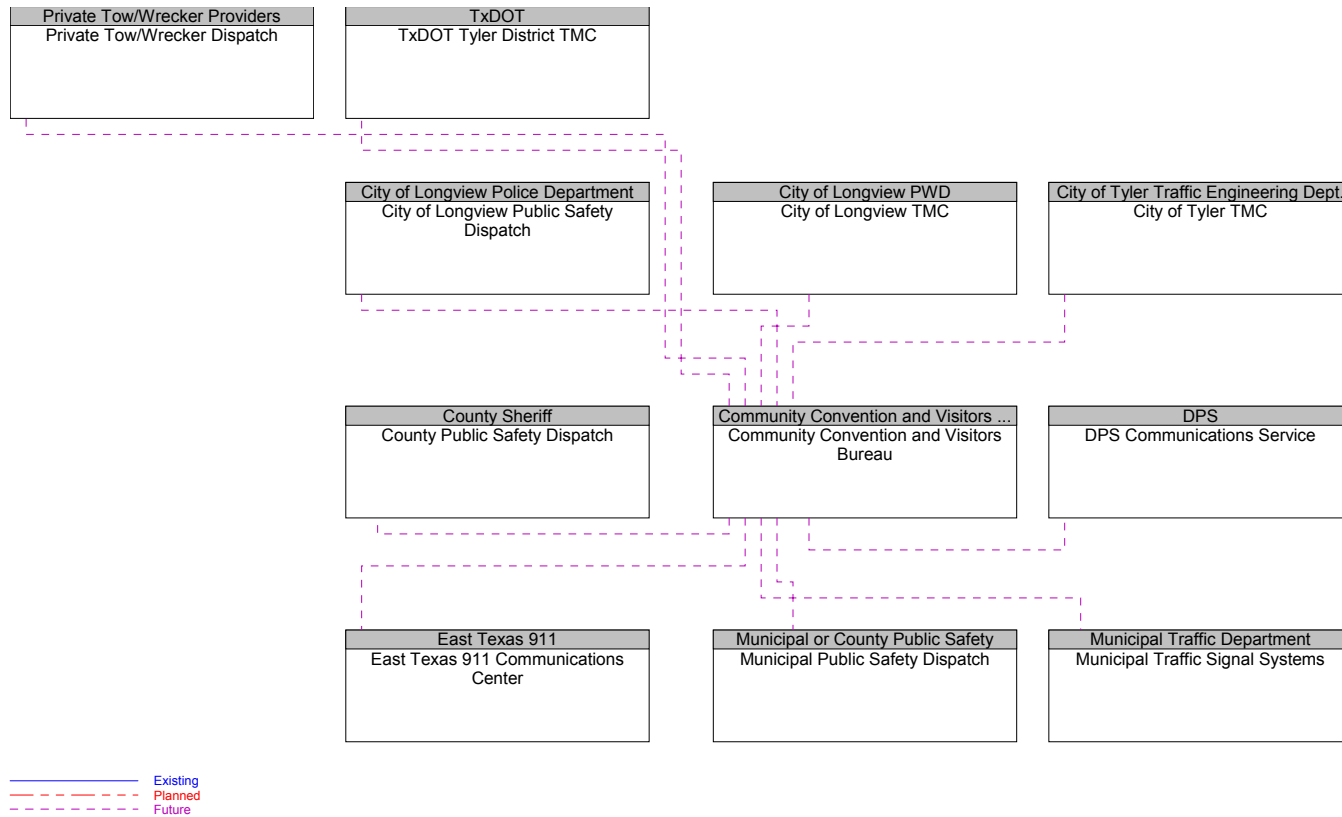 Private Tow/Wrecker Providers
Private Tow/Wrecker Dispatch
TxDOT
TxDOT Tyler District TMC
City of Longview Police Department
City of Longview Public Safety
Dispatch
City of Longview PWD
City of Longview TMC
City of Tyler Traffic Engineering Dept.
City of Tyler TMC
County Sheriff
County Public Safety Dispatch
Community Convention and Visitors ...
Community Convention and Visitors
Bureau
DPS
DPS Communications Service
East Texas 911
East Texas 911 Communications
Center
Municipal or County Public Safety
Municipal Public Safety Dispatch
Municipal Traffic Department
Municipal Traffic Signal Systems
Existing
Planned
Future